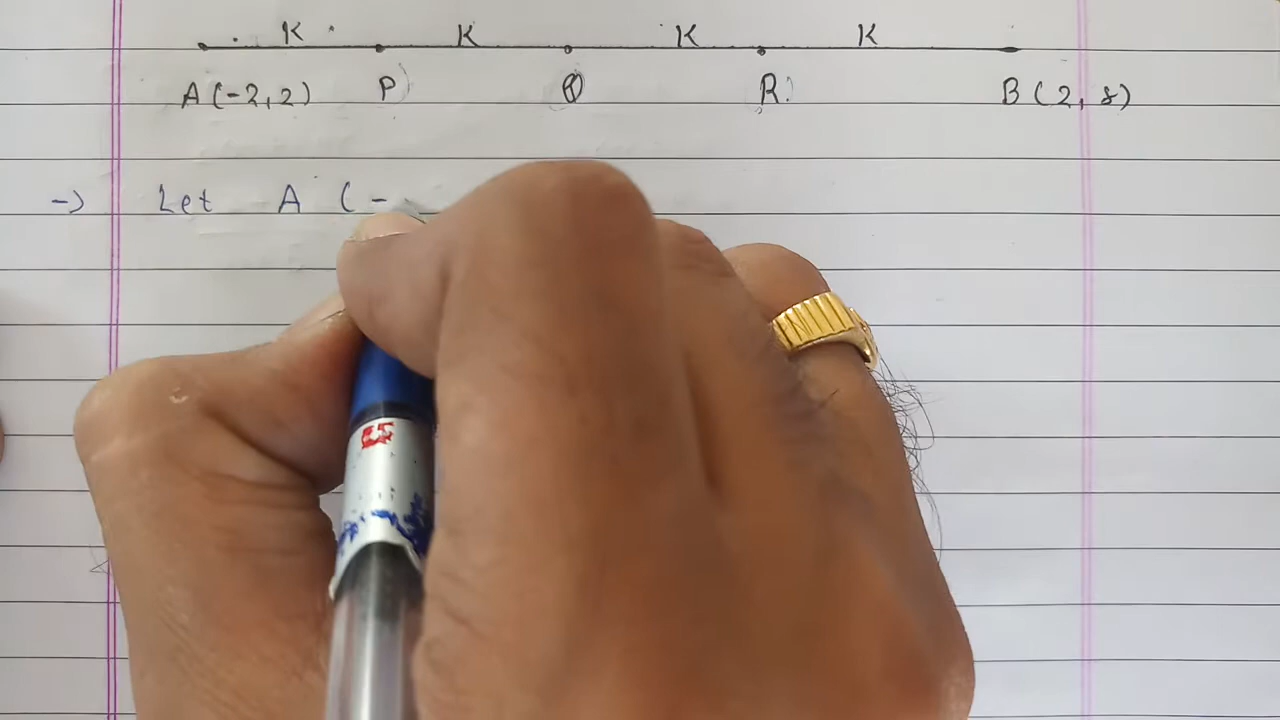 K K K K
A(-2,2) P Q R B(2,8)
-> Let A (-